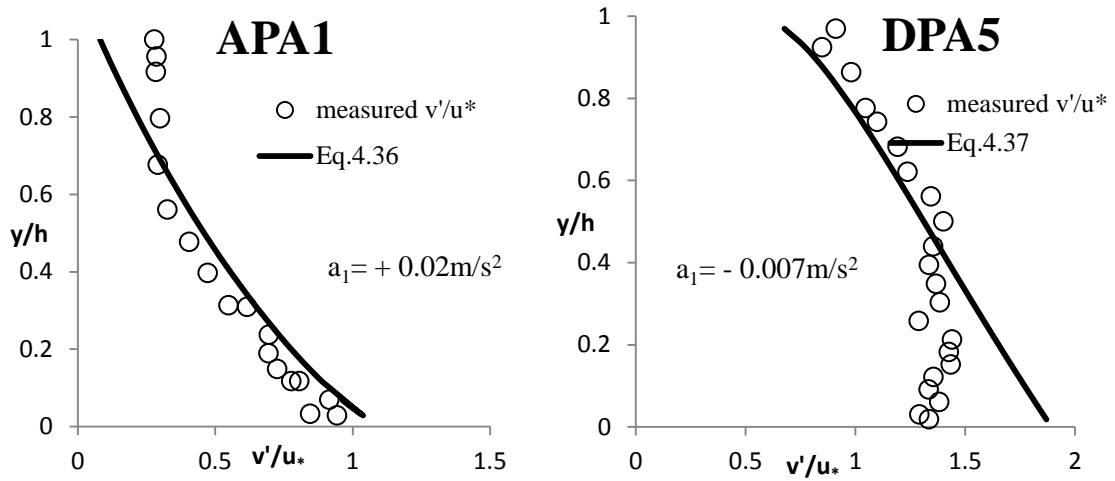 APA1
1
0.8
0.6
y/h
0.4
0.2
0
0
0.5
1
1.5
v'/u*
measured v'/u*
Eq.4.36
a1= + 0.02m/s2
DPA5
1
0.8
0.6
y/h
0.4
0.2
0
0
0.5
1
1.5
2
v'/u*
measured v'/u*
Eq.4.37
a1= - 0.007m/s2